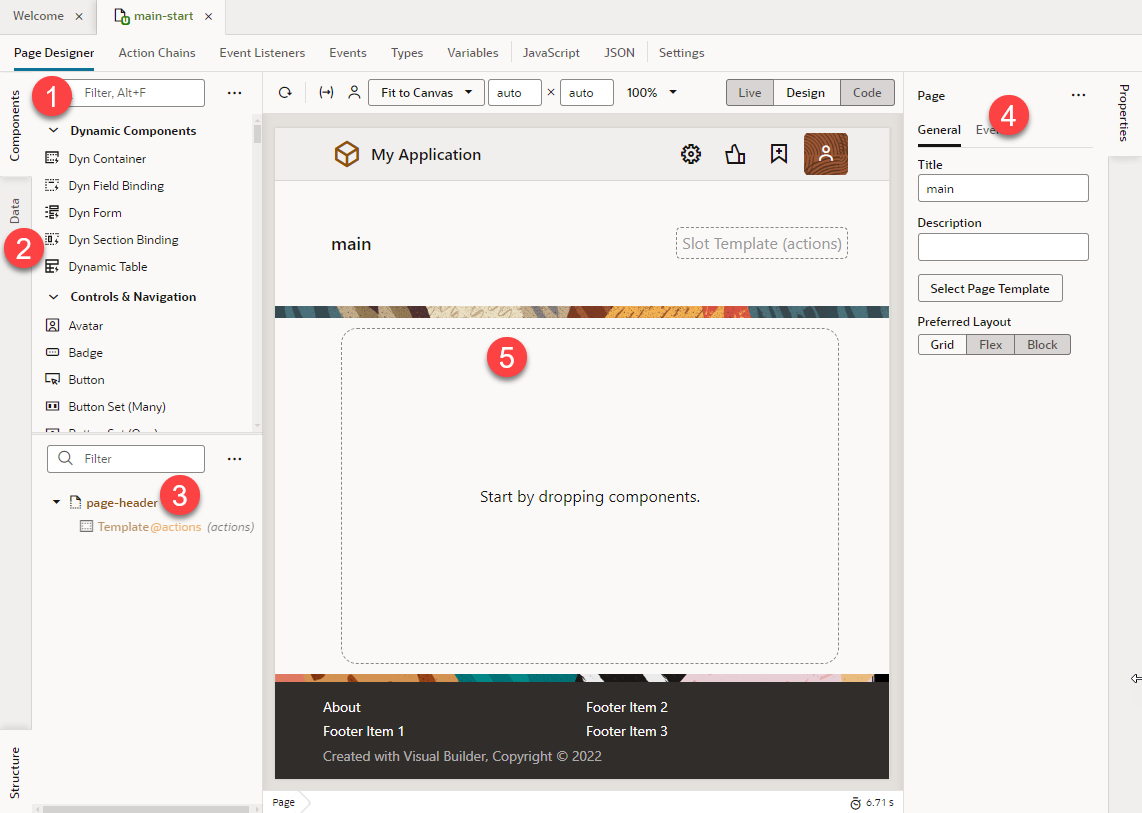 Welcome ×
main-start ×
Page Designer Action Chains Event Listeners Events Types Variables JavaScript JSON Settings
Components
Data
Structure
1
Filter, Alt+F
Dynamic Components
Dyn Container
Dyn Field Binding
Dyn Form
2
Dyn Section Binding
Dynamic Table
Controls & Navigation
Avatar
Badge
Button
Button Set (Many)
Filter
page-header
3
Template @actions (actions)
Fit to Canvas auto × auto 100% Live Design Code
My Application
main
Slot Template (actions)
5
Start by dropping components.
About
Footer Item 2
Footer Item 1
Footer Item 3
Created with Visual Builder, Copyright © 2022
Page
6.71 s
Page
4
General
Title
main
Description
Select Page Template
Preferred Layout
Grid Flex Block
Properties